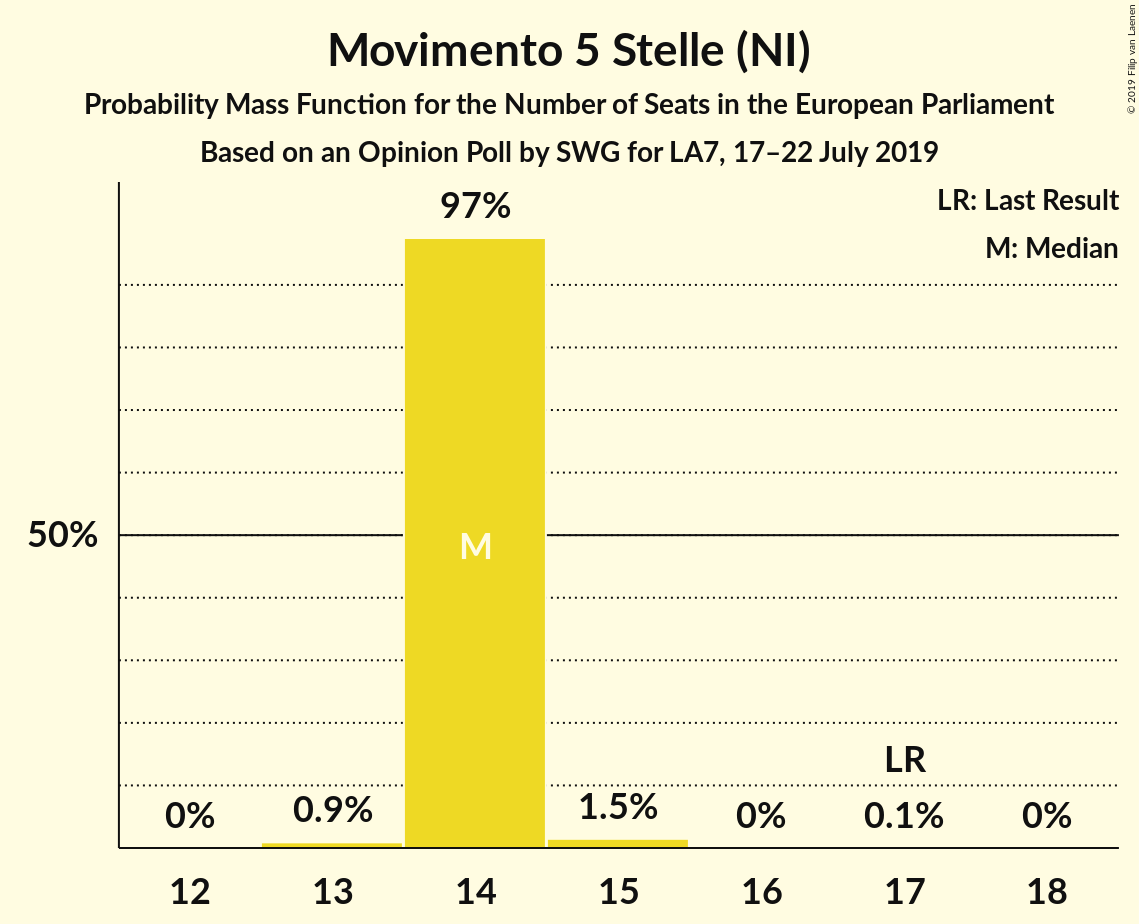 Movimento 5 Stelle (NI)
Probability Mass Function for the Number of Seats in the European Parliament
Based on an Opinion Poll by SWG for LA7, 17–22 July 2019
© 2019 Filip van Laenen
LR: Last Result
M: Median
97%
50%
M
LR
0%
0.9%
1.5%
0%
0.1%
0%
12
13
14
15
16
17
18